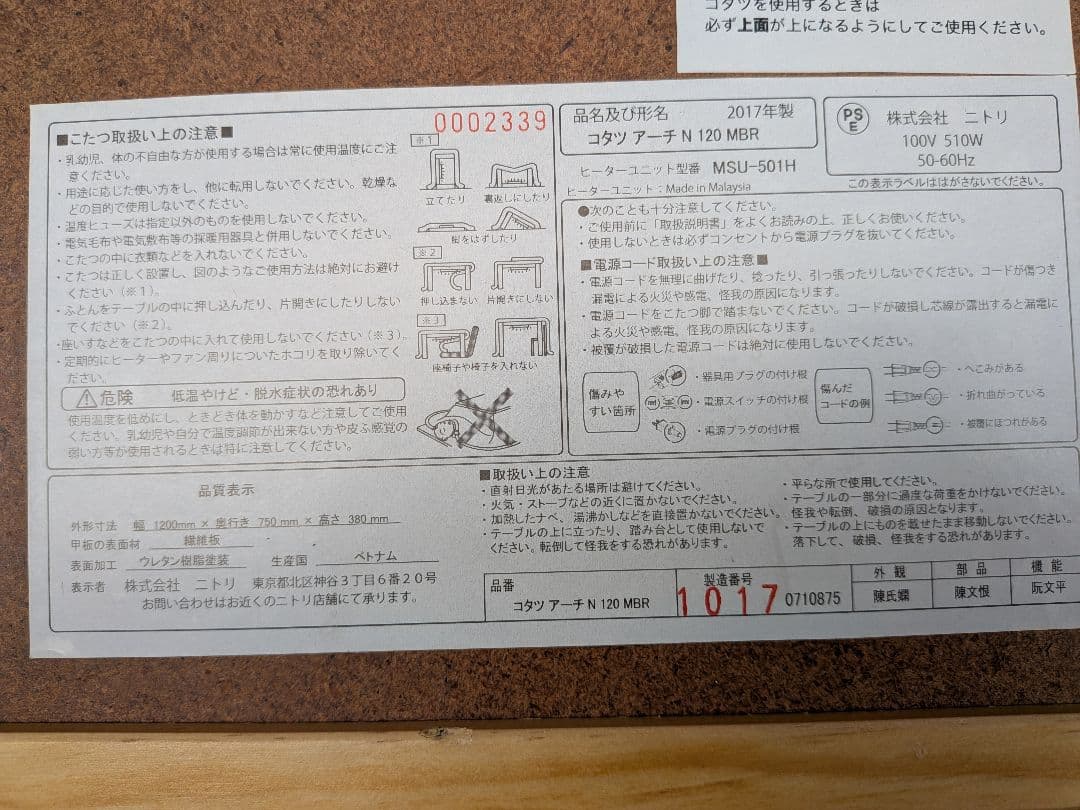 コタツを使用するときは
必ず上面が上になるようにしてご使用ください。
■こたつ取扱い上の注意■
0002339
・乳幼児、体の不自由な方が使用する場合は常に使用温度にご注
意ください。
・用途に応じた使い方をし、他に転用しないでください。乾燥な
どの目的で使用しないでください。
・温度ヒューズは指定以外のものを使用しないでください。
・電気毛布や電気敷布等の採暖用器具と併用しないでください。
・こたつの中に衣類などを入れないでください。
・こたつは正しく設置し、図のようなご使用方法は絶対にお避け
ください（※1）。
・ふとんをテーブルの中に押し込んだり、片開きにしたりしない
でください（※2）。
・座いすなどをこたつの中に入れて使用しないでください（※3）。
・定期的にヒーターやファン周りについたホコリを取り除いてく
ださい。
※1
立てたり 裏返しにしたり
脚をはずしたり
※2
押し込まない 片開きにしない
※3
座椅子や椅子を入れない
危険 低温やけど・脱水症状の恐れあり
使用温度を低めにし、ときどき体を動かすなど注意してご使用
ください。乳幼児や自分で温度調節が出来ない方や皮ふ感覚の
弱い方等が使用されるときは特に注意してください。
品名及び形名 2017年製
コタツ アーチ N 120 MBR
PS
E
株式会社 ニトリ
100V 510W
50-60Hz
ヒーターユニット型番 MSU-501H
ヒーターユニット：Made in Malaysia
この表示ラベルははがさないでください。
●次のことも十分注意してください。
・ご使用前に「取扱説明書」をよくお読みの上、正しくお使いください。
・使用しないときは必ずコンセントから電源プラグを抜いてください。
■電源コード取扱い上の注意■
・電源コードを無理に曲げたり、捻ったり、引っ張ったりしないでください。コードが傷つき
漏電による火災や感電、怪我の原因になります。
・電源コードをこたつ脚で踏まないでください。コードが破損し芯線が露出すると漏電に
よる火災や感電、怪我の原因になります。
・被覆が破損した電源コードは絶対に使用しないでください。
傷みや
すい箇所
・器具用プラグの付け根
・電源スイッチの付け根
・電源プラグの付け根
傷んだ
コードの例
・へこみがある
・折れ曲がっている
・被覆にほつれがある
品質表示
外形寸法 幅 1200mm × 奥行き 750 mm × 高さ 380 mm
甲板の表面材 繊維板
表面加工 ウレタン樹脂塗装 生産国 ベトナム
表示者 株式会社 ニトリ 東京都北区神谷３丁目６番２０号
お問い合わせはお近くのニトリ店舗にて承ります。
■取扱い上の注意
・直射日光があたる場所は避けてください。
・火気・ストーブなどの近くに置かないでください。
・加熱したナベ、湯沸かしなどを直接置かないでください。
・テーブルの上に立ったり、踏み台として使用しないで
ください。転倒して怪我をする恐れがあります。
・平らな所で使用してください。
・テーブルの一部分に過度な荷重をかけないでください。
怪我や転倒、破損の原因となります。
・テーブルの上にものを載せたまま移動しないでください。
落下して、破損、怪我をする恐れがあります。
品番
コタツ アーチ N 120 MBR
製造番号
1017 0710875
外観 部品 機能
陳氏嫻 陳文恨 阮文平